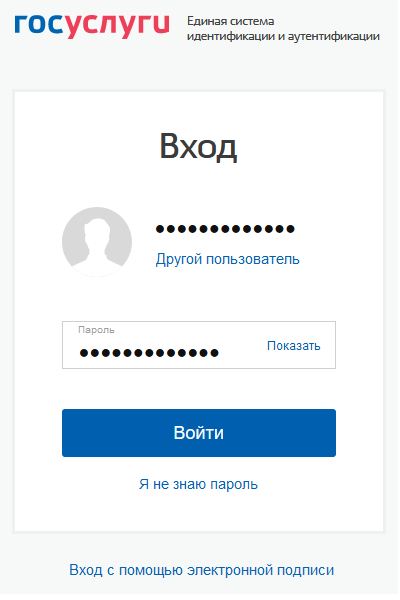 госуслуги
Единая система
идентификации и аутентификации
Вход
•••••••••••••
Другой пользователь
Пароль
•••••••••••••
Показать
Войти
Я не знаю пароль
Вход с помощью электронной подписи